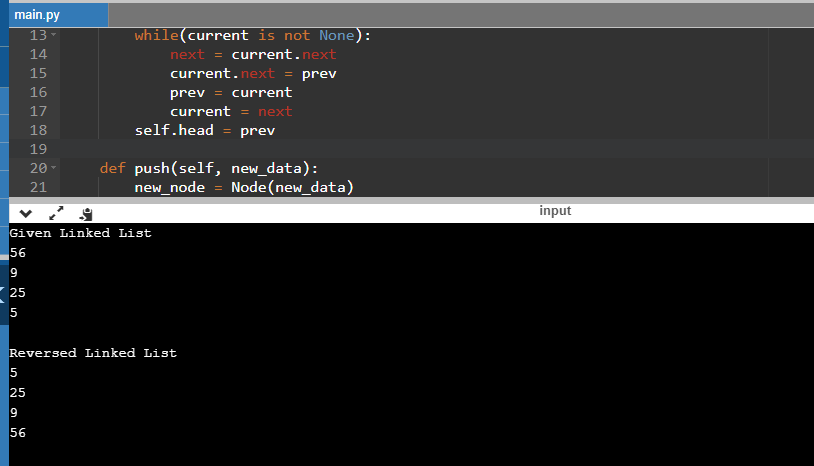 main.py
13 while(current is not None):
14 next = current.next
15 current.next = prev
16 prev = current
17 current = next
18 self.head = prev
19
20 def push(self, new_data):
21 new_node = Node(new_data)
input
Given Linked List
56
9
25
5
Reversed Linked List
5
25
9
56